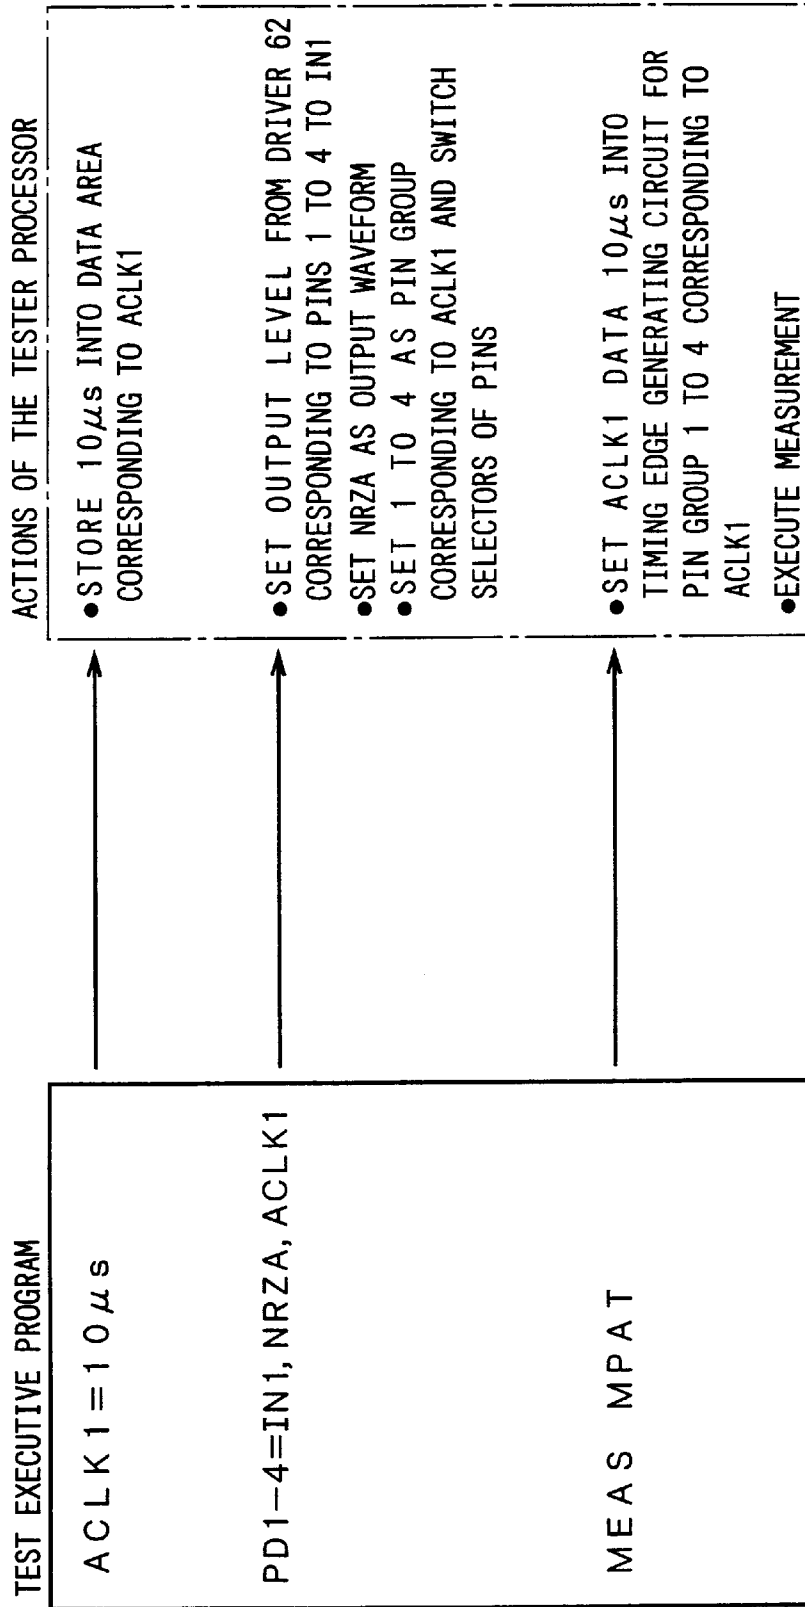 TEST EXECUTIVE PROGRAM
ACLK1=10μs
PD1-4=IN1, NRZA, ACLK1
MEAS MPAT
ACTIONS OF THE TESTER PROCESSOR
●STORE 10μs INTO DATA AREA
CORRESPONDING TO ACLK1
●SET OUTPUT LEVEL FROM DRIVER 62
CORRESPONDING TO PINS 1 TO 4 TO IN1
●SET NRZA AS OUTPUT WAVEFORM
●SET 1 TO 4 AS PIN GROUP
CORRESPONDING TO ACLK1 AND SWITCH
SELECTORS OF PINS
●SET ACLK1 DATA 10μs INTO
TIMING EDGE GENERATING CIRCUIT FOR
PIN GROUP 1 TO 4 CORRESPONDING TO
ACLK1
●EXECUTE MEASUREMENT